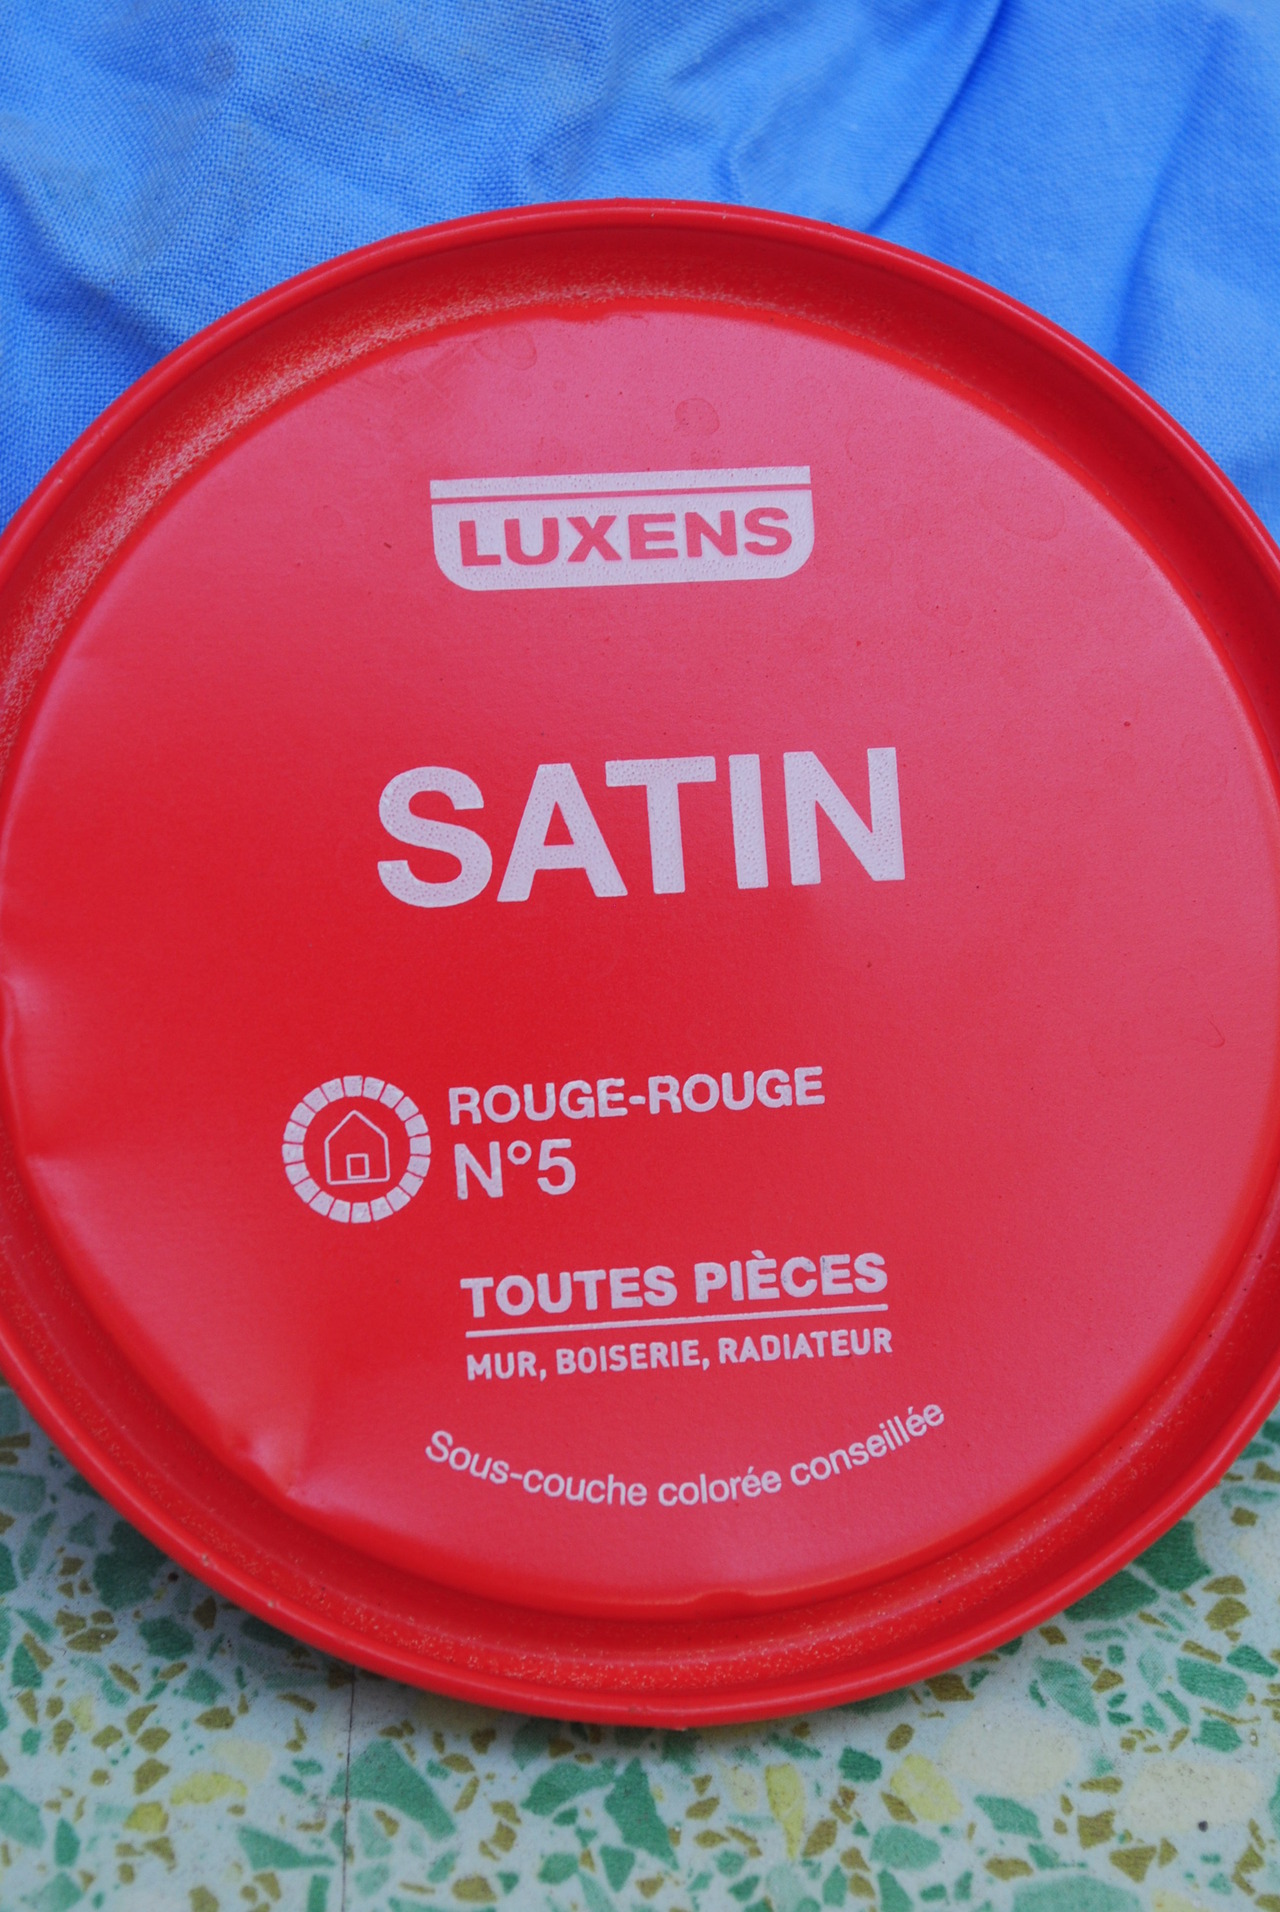 LUXENS
SATIN
ROUGE-ROUGE
N°5
TOUTES PIÈCES
MUR, BOISERIE, RADIATEUR
Sous-couche colorée conseillée